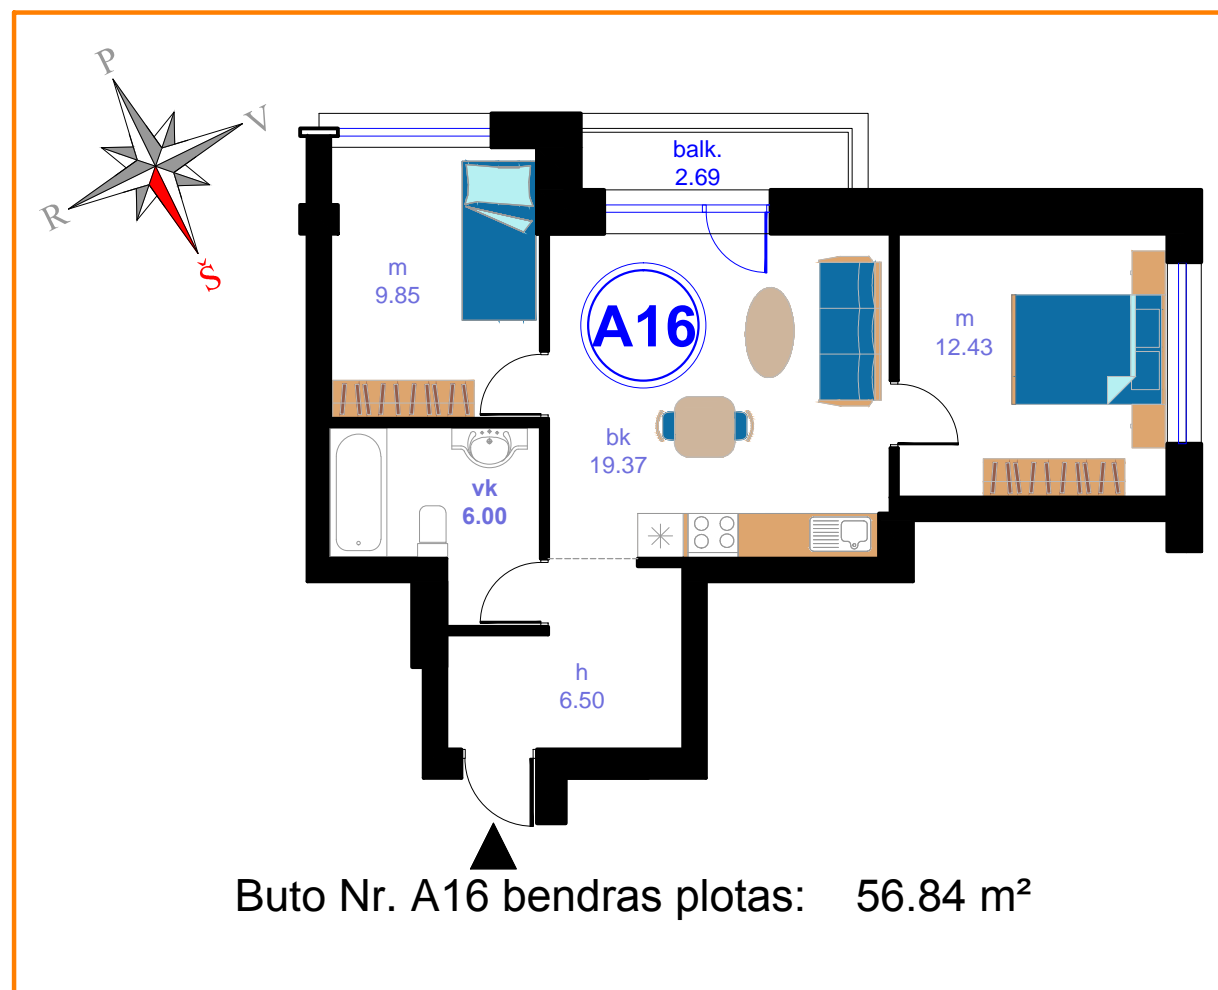 P
V
R
Š
balk.
2.69
m
9.85
A16
m
12.43
bk
19.37
vk
6.00
h
6.50
Buto Nr. A16 bendras plotas: 56.84 m²